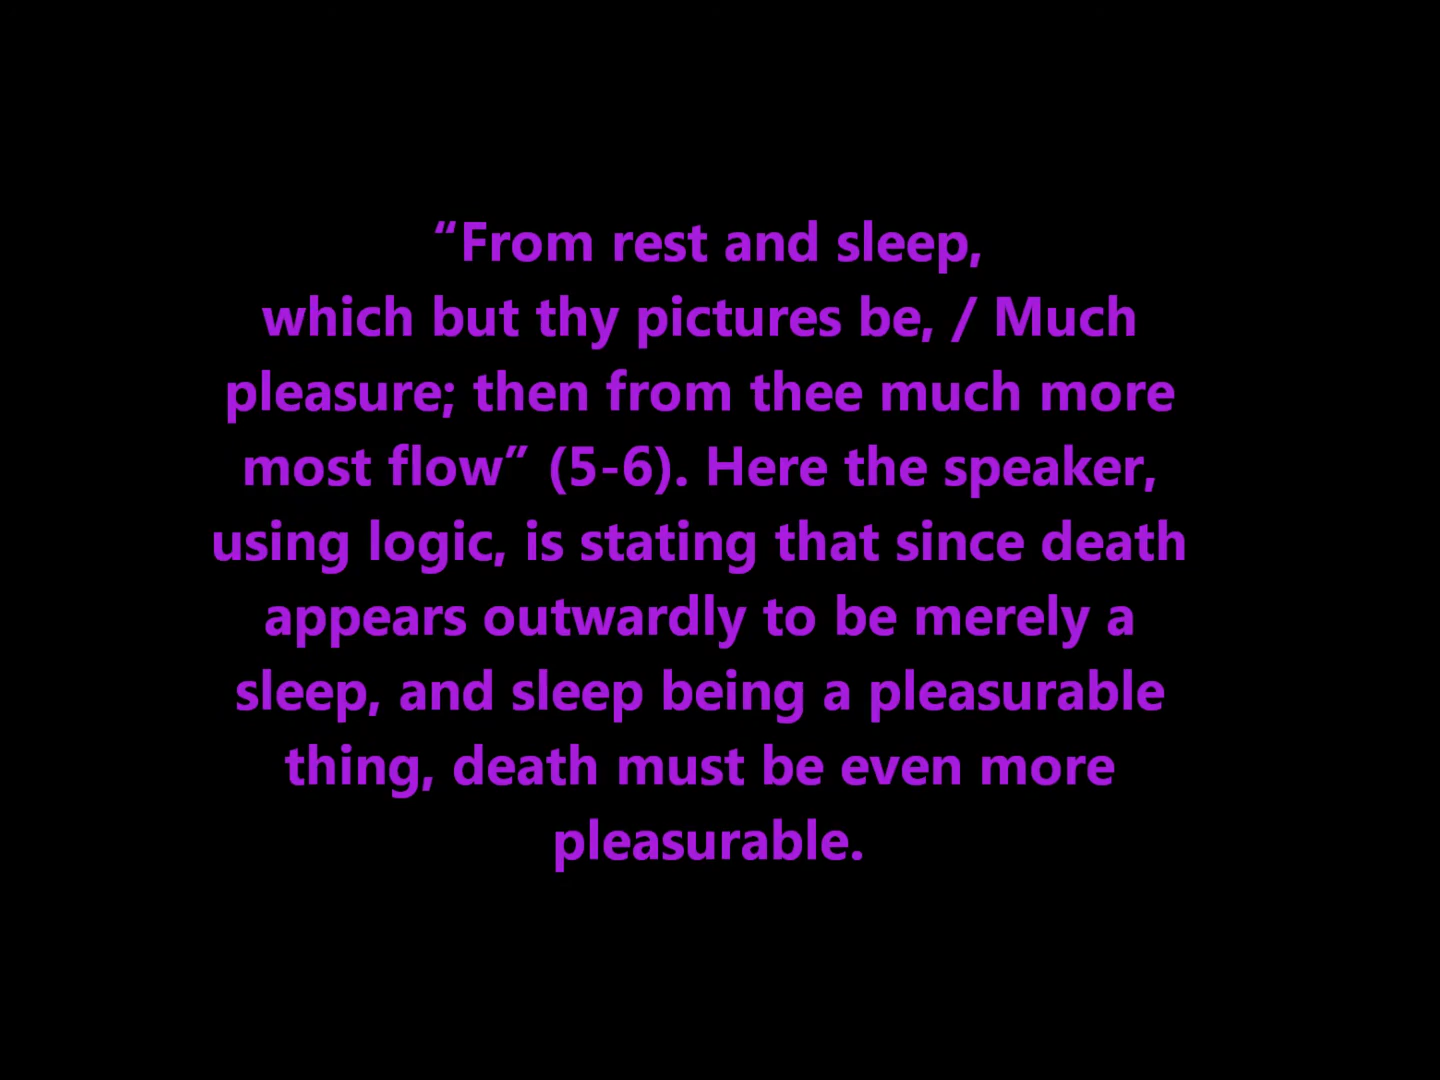 “From rest and sleep,
which but thy pictures be, / Much
pleasure; then from thee much more
most flow” (5-6). Here the speaker,
using logic, is stating that since death
appears outwardly to be merely a
sleep, and sleep being a pleasurable
thing, death must be even more
pleasurable.